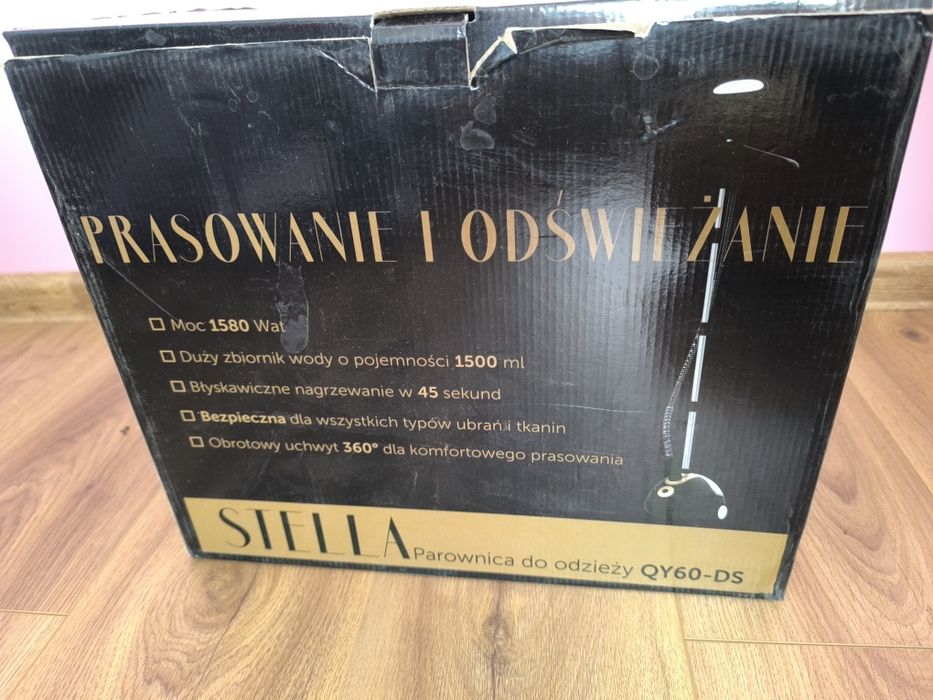 PRASOWANIE I ODŚWIEŻANIE
Moc 1580 Wat
Duży zbiornik wody o pojemności 1500 ml
Błyskawiczne nagrzewanie w 45 sekund
Bezpieczna dla wszystkich typów ubrań i tkanin
Obrotowy uchwyt 360° dla komfortowego prasowania
STELLA Parownica do odzieży QY60-DS